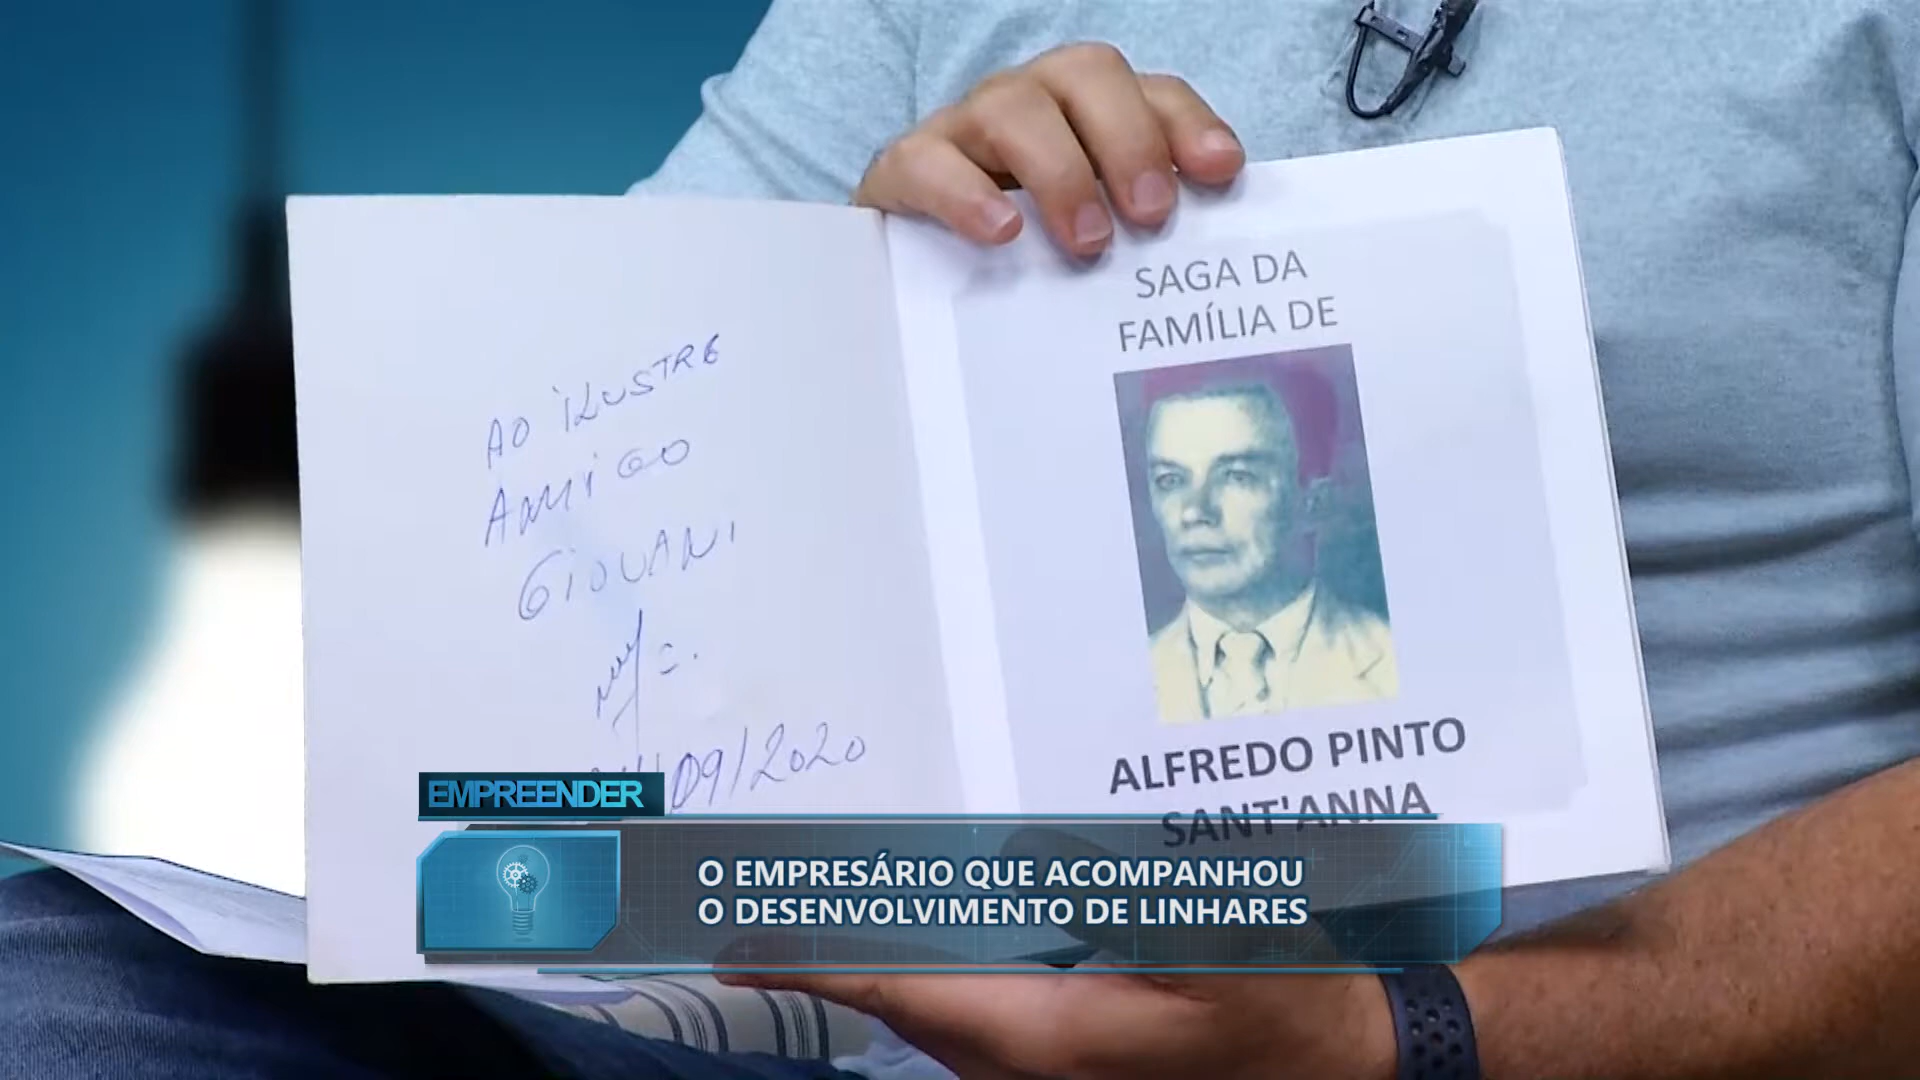 AO ILUSTRE
AMIGO
GIOVANI
09/2020
SAGA DA
FAMÍLIA DE
ALFREDO PINTO
SANT'ANNA
EMPREENDER
O EMPRESÁRIO QUE ACOMPANHOU
O DESENVOLVIMENTO DE LINHARES